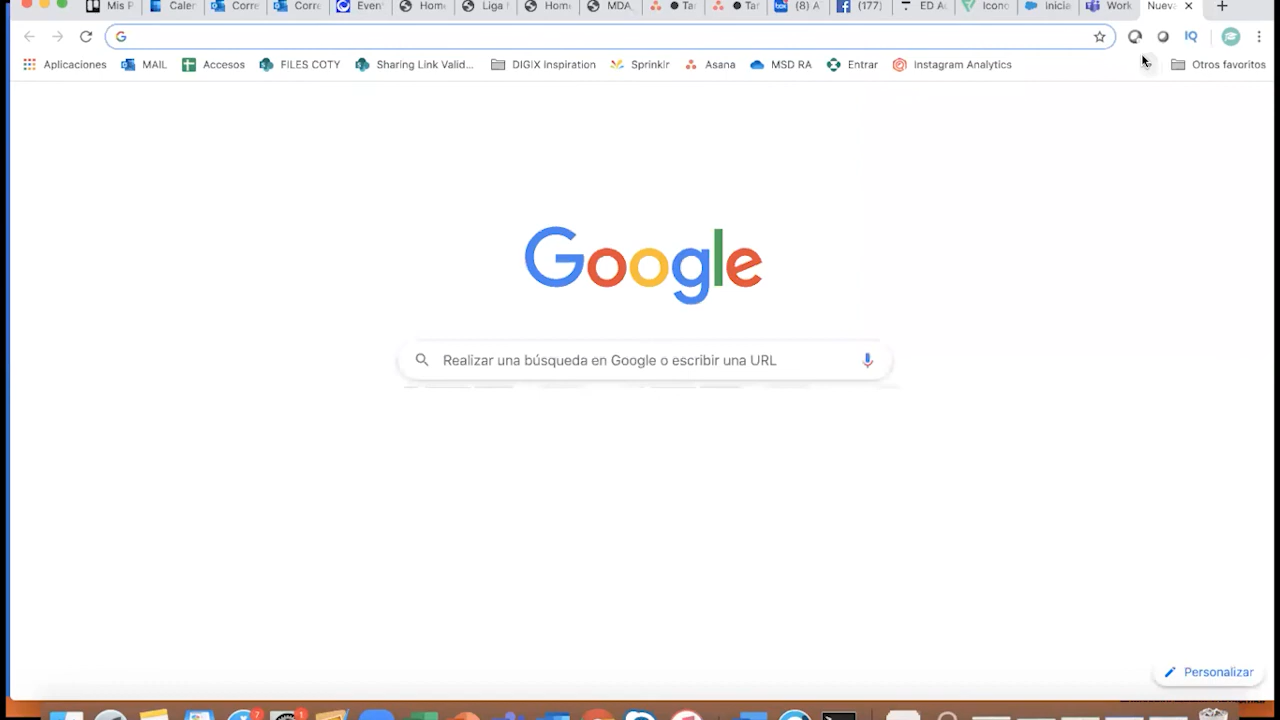 Mis P Caler Corre Corre Even Home Liga Home MDA Tar Tar (8) A (177) ED A Icono Inicia Work Nueva
Aplicaciones MAIL Accesos FILES COTY Sharing Link Valid... DIGIX Inspiration Sprinklr Asana MSD RA Entrar Instagram Analytics Otros favoritos
Google
Realizar una búsqueda en Google o escribir una URL
Personalizar